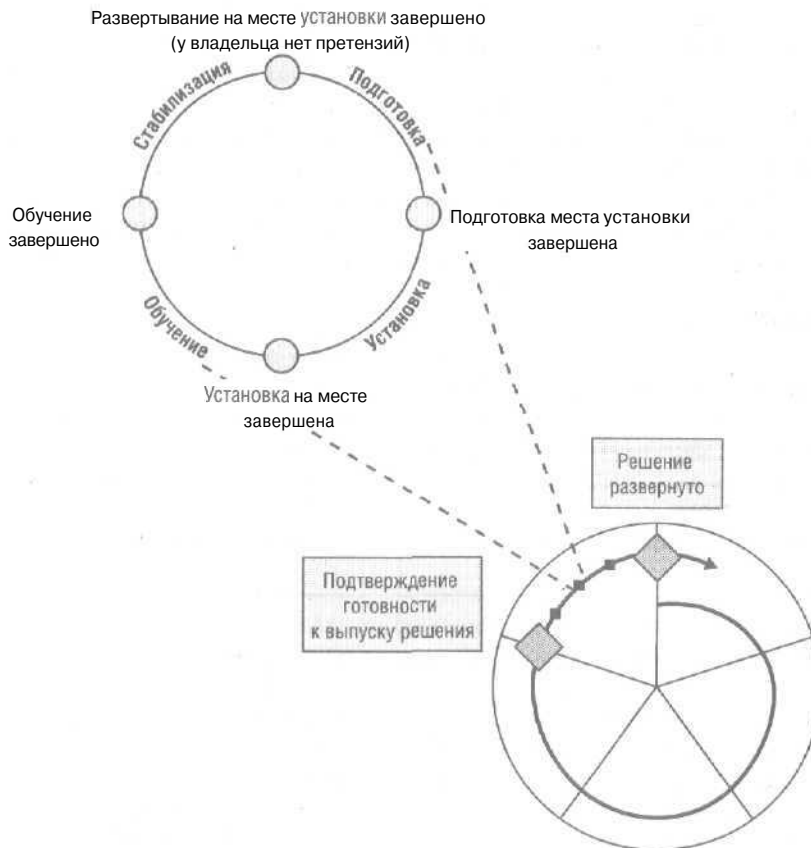 Развертывание на месте установки завершено
(у владельца нет претензий)
Стабилизация
Подготовка
Обучение
завершено
Подготовка места установки
завершена
Обучение
Установка
Установка на месте
завершена
Решение
развернуто
Подтверждение
готовности
к выпуску решения